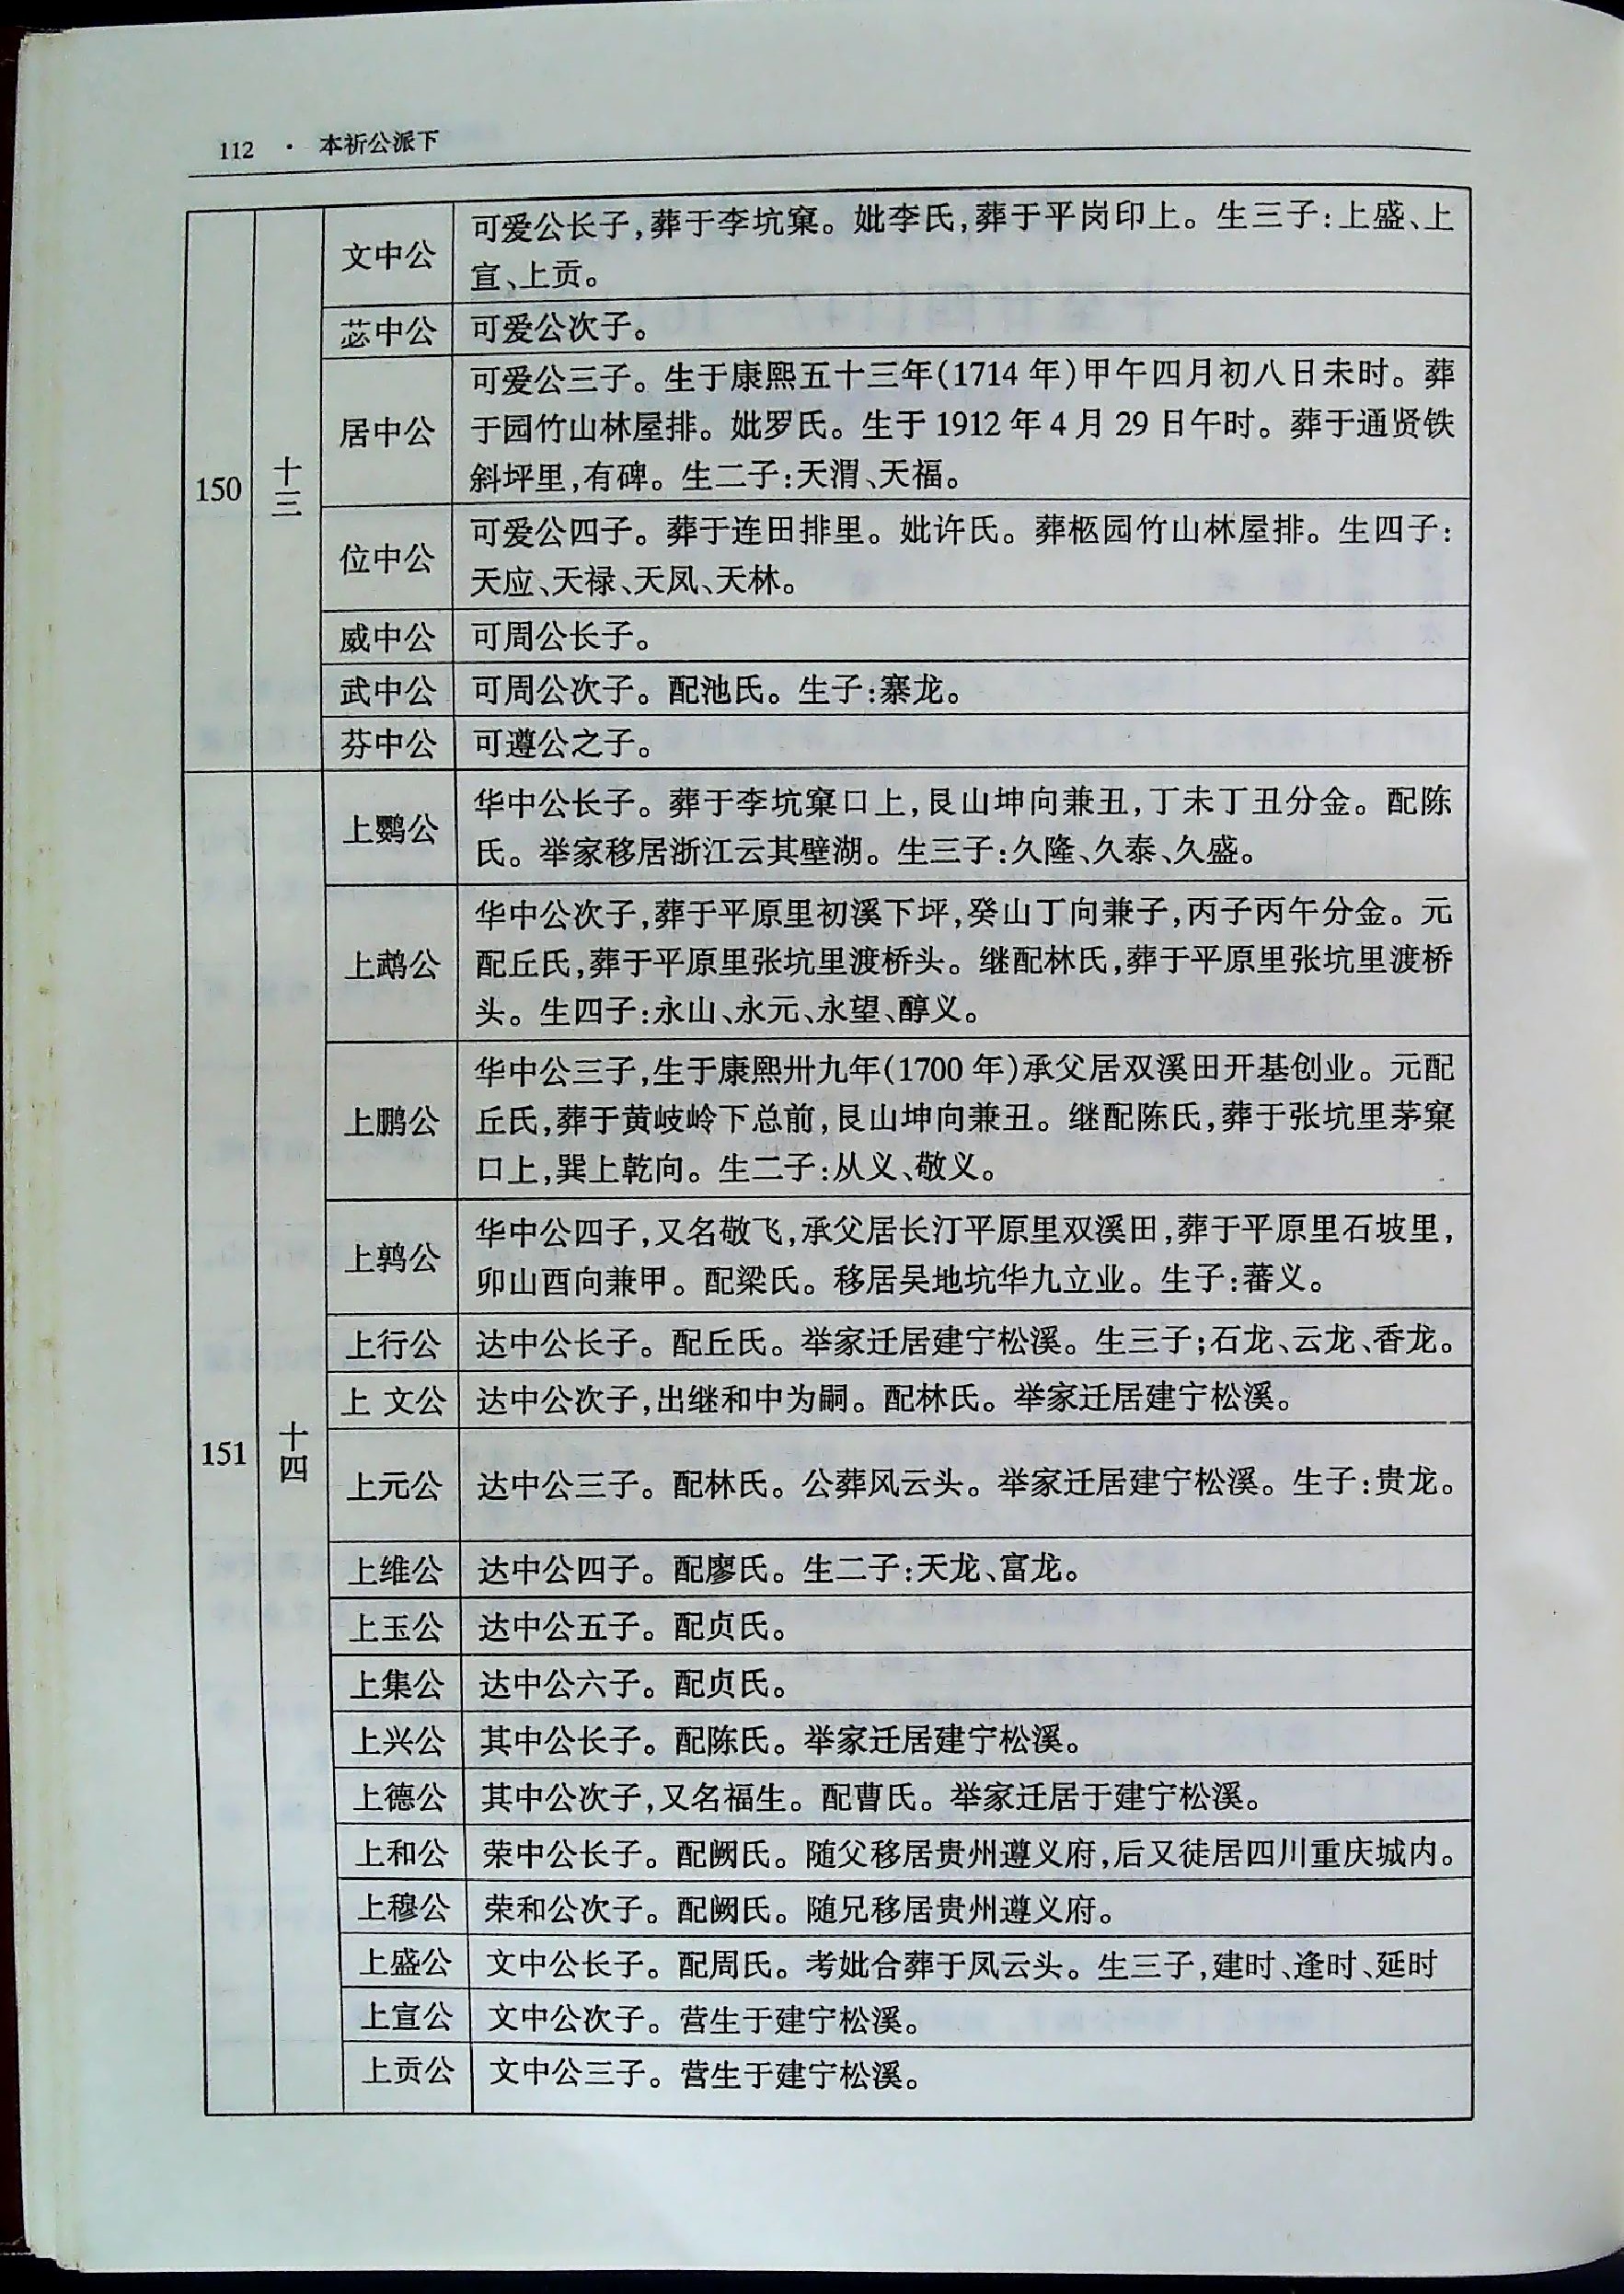 112 · 本祈公派下
150
十三
文中公
可爱公长子,葬于李坑窠。妣李氏,葬于平岗印上。生三子:上盛、上
宣、上贡。
苾中公
可爱公次子。
居中公
可爱公三子。生于康熙五十三年(1714年)甲午四月初八日未时。葬
于园竹山林屋排。妣罗氏。生于1912年4月29日午时。葬于通贤铁
斜坪里,有碑。生二子:天渭、天福。
位中公
可爱公四子。葬于连田排里。妣许氏。葬柩园竹山林屋排。生四子:
天应、天禄、天凤、天林。
威中公
可周公长子。
武中公
可周公次子。配池氏。生子:寨龙。
芬中公
可遵公之子。
151
十四
上鹦公
华中公长子。葬于李坑窠口上,艮山坤向兼丑,丁未丁丑分金。配陈
氏。举家移居浙江云其壁湖。生三子:久隆、久泰、久盛。
上鹉公
华中公次子,葬于平原里初溪下坪,癸山丁向兼子,丙子丙午分金。元
配丘氏,葬于平原里张坑里渡桥头。继配林氏,葬于平原里张坑里渡桥
头。生四子:永山、永元、永望、醇义。
上鹏公
华中公三子,生于康熙卅九年(1700年)承父居双溪田开基创业。元配
丘氏,葬于黄岐岭下总前,艮山坤向兼丑。继配陈氏,葬于张坑里茅窠
口上,巽上乾向。生二子:从义、敬义。
上鹑公
华中公四子,又名敬飞,承父居长汀平原里双溪田,葬于平原里石坡里,
卯山酉向兼甲。配梁氏。移居吴地坑华九立业。生子:蕃义。
上行公
达中公长子。配丘氏。举家迁居建宁松溪。生三子;石龙、云龙、香龙。
上 文公
达中公次子,出继和中为嗣。配林氏。举家迁居建宁松溪。
上元公
达中公三子。配林氏。公葬风云头。举家迁居建宁松溪。生子:贵龙。
上维公
达中公四子。配廖氏。生二子:天龙、富龙。
上玉公
达中公五子。配贞氏。
上集公
达中公六子。配贞氏。
上兴公
其中公长子。配陈氏。举家迁居建宁松溪。
上德公
其中公次子,又名福生。配曹氏。举家迁居于建宁松溪。
上和公
荣中公长子。配阙氏。随父移居贵州遵义府,后又徒居四川重庆城内。
上穆公
荣和公次子。配阙氏。随兄移居贵州遵义府。
上盛公
文中公长子。配周氏。考妣合葬于凤云头。生三子,建时、逢时、延时
上宣公
文中公次子。营生于建宁松溪。
上贡公
文中公三子。营生于建宁松溪。